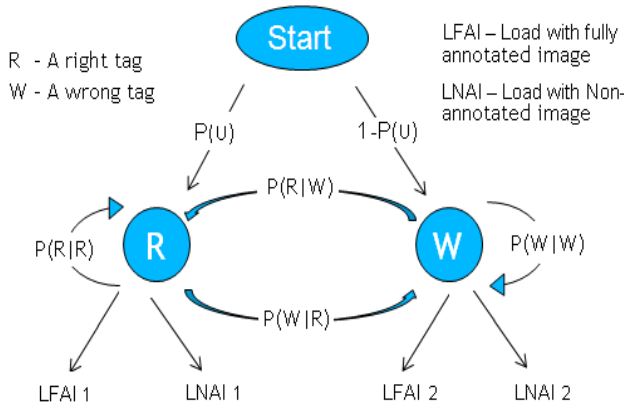 Start
R - A right tag
W - A wrong tag
LFAI – Load with fully
annotated image
LNAI – Load with Non-
annotated image
P(U)
1-P(U)
P(R|W)
P(R|R)
R
W
P(W|W)
P(W|R)
LFAI 1
LNAI 1
LFAI 2
LNAI 2